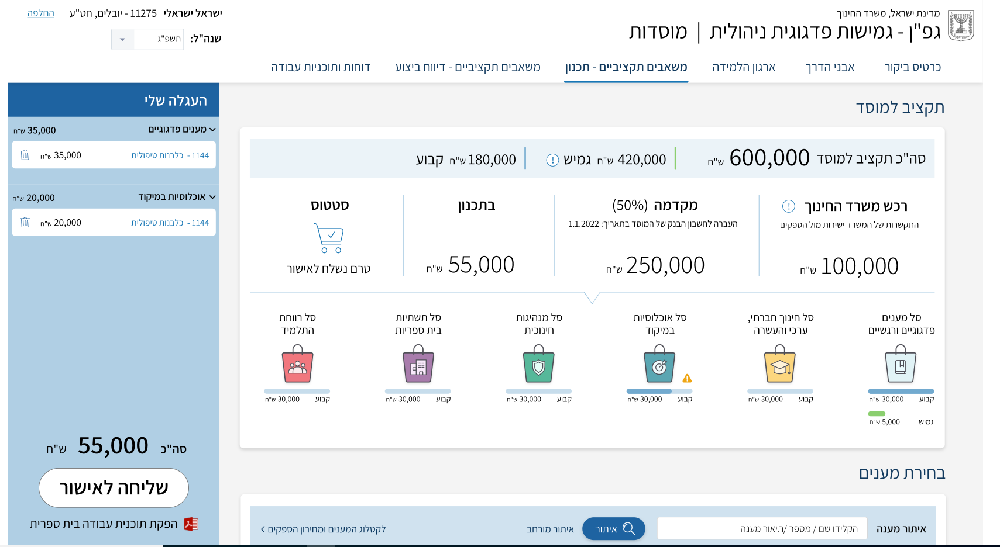 מדינת ישראל, משרד החינוך
גפ"ן - גמישות פדגוגית ניהולית | מוסדות
ישראל ישראלי 11275 - יובלים, חט"ע החלפה
שנה"ל: תשפ"ג
כרטיס ביקור
אבני הדרך
ארגון הלמידה
משאבים תקציביים - תכנון
משאבים תקציביים - דיווח ביצוע
דוחות ותוכניות עבודה
תקציב למוסד
סה"כ תקציב למוסד 600,000 ש"ח
420,000 ש"ח גמיש
180,000 ש"ח קבוע
רכש משרד החינוך
התקשרות של המשרד ישירות מול הספקים
100,000 ש"ח
מקדמה (50%)
העברה לחשבון הבנק של המוסד בתאריך: 1.1.2022
250,000 ש"ח
בתכנון
55,000 ש"ח
סטטוס
טרם נשלח לאישור
סל מענים
פדגוגיים ורגשיים
קבוע 30,000 ש"ח
גמיש 5,000 ש"ח
סל חינוך חברתי,
ערכי והעשרה
קבוע 30,000 ש"ח
סל אוכלוסיות
במיקוד
קבוע 30,000 ש"ח
סל מנהיגות
חינוכית
קבוע 30,000 ש"ח
סל תשתיות
בית ספריות
קבוע 30,000 ש"ח
סל רווחת
התלמיד
קבוע 30,000 ש"ח
בחירת מענים
איתור מענה
הקלידו שם / מספר /תיאור מענה
איתור
איתור מורחב
לקטלוג המענים ומחירון הספקים >
העגלה שלי
מענים פדגוגיים 35,000 ש"ח
1144 - כלבנות טיפולית 35,000 ש"ח
אוכלוסיות במיקוד 20,000 ש"ח
1144 - כלבנות טיפולית 20,000 ש"ח
סה"כ 55,000 ש"ח
שליחה לאישור
הפקת תוכנית עבודה בית ספרית